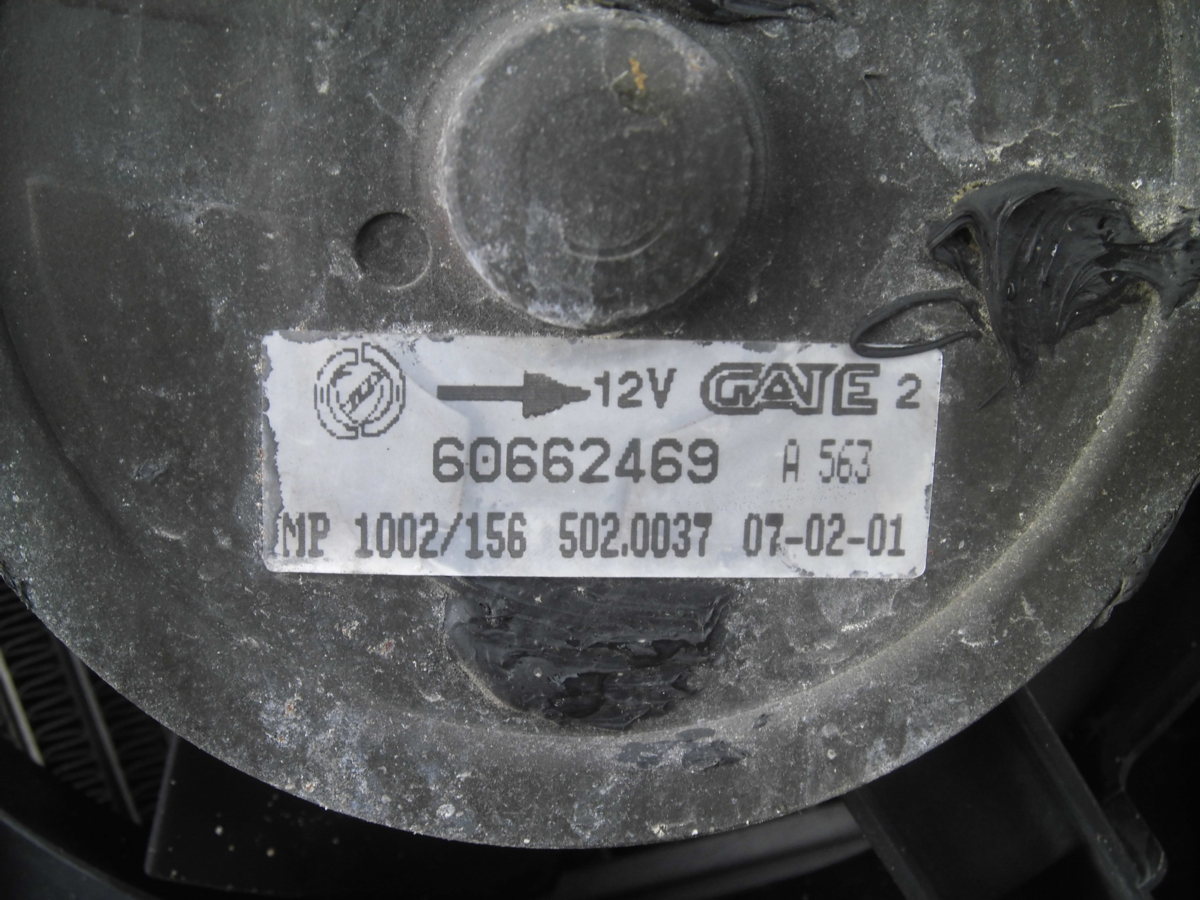 12V GATE 2
60662469 A 563
MP 1002/156 502.0037 07-02-01